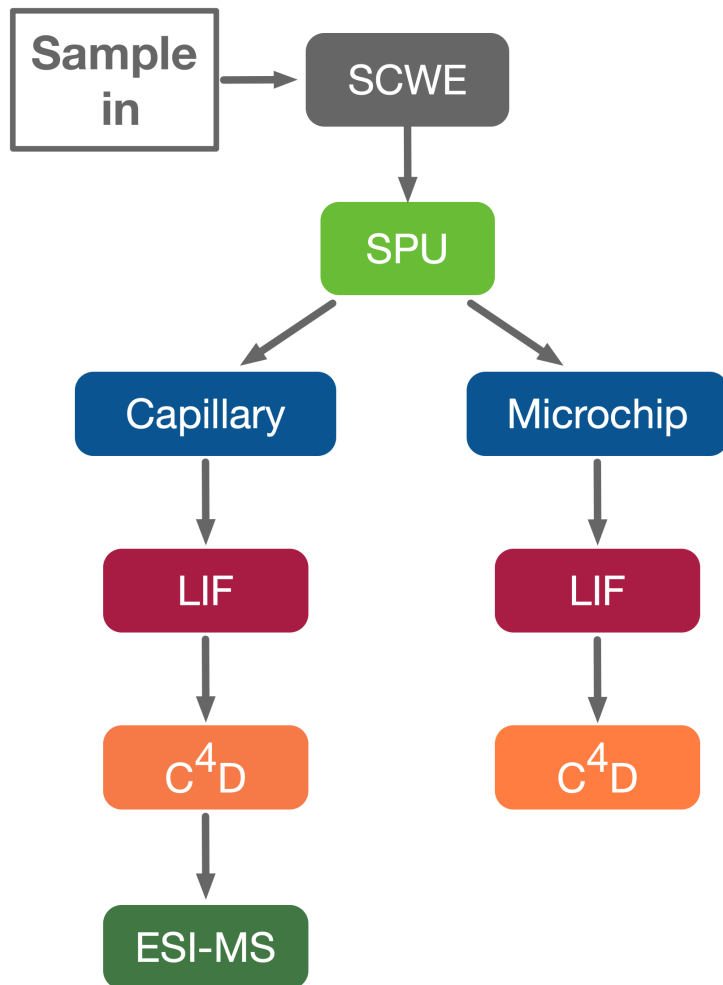 Sample
in
SCWE
SPU
Capillary
Microchip
LIF
LIF
C⁴D
C⁴D
ESI-MS